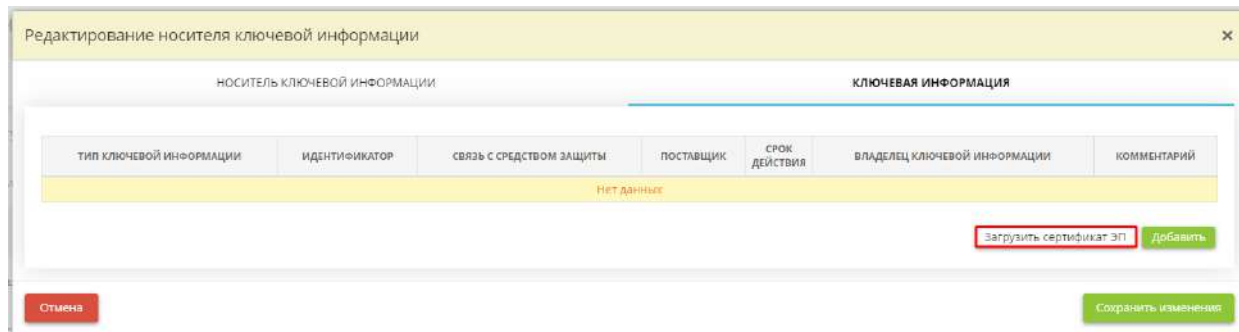 Редактирование носителя ключевой информации ×
НОСИТЕЛЬ КЛЮЧЕВОЙ ИНФОРМАЦИИ КЛЮЧЕВАЯ ИНФОРМАЦИЯ
ТИП КЛЮЧЕВОЙ ИНФОРМАЦИИ ИДЕНТИФИКАТОР СВЯЗЬ С СРЕДСТВОМ ЗАЩИТЫ ПОСТАВЩИК СРОК ДЕЙСТВИЯ ВЛАДЕЛЕЦ КЛЮЧЕВОЙ ИНФОРМАЦИИ КОММЕНТАРИЙ
Нет данных
Загрузить сертификат ЭП Добавить
Отмена Сохранить изменения